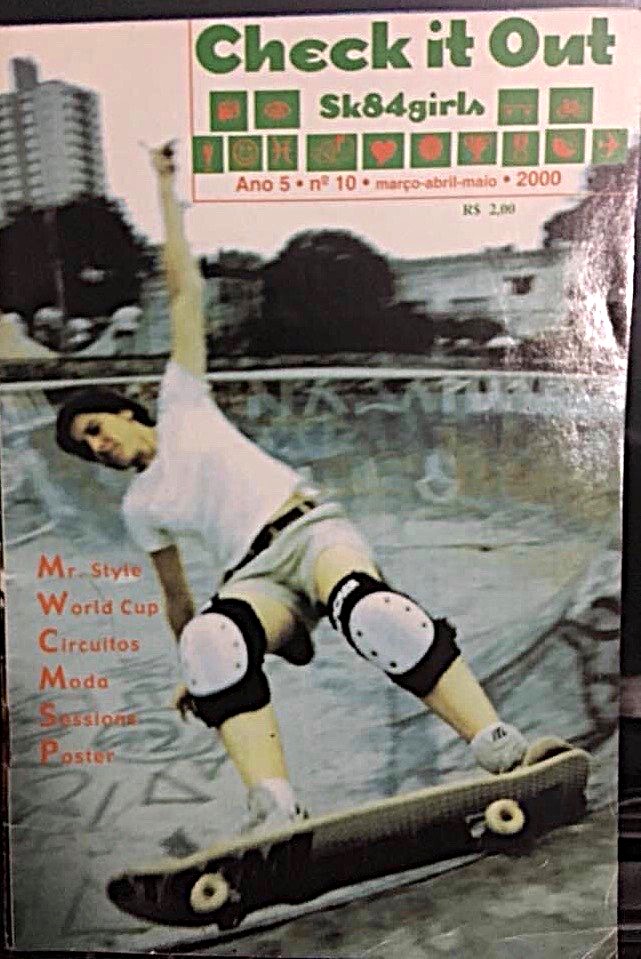 Check it Out
Sk84girls
Ano 5 • nº 10 • março-abril-maio • 2000
R$ 2,00
Mr. Style
World Cup
Circuitos
Moda
Sessions
Poster